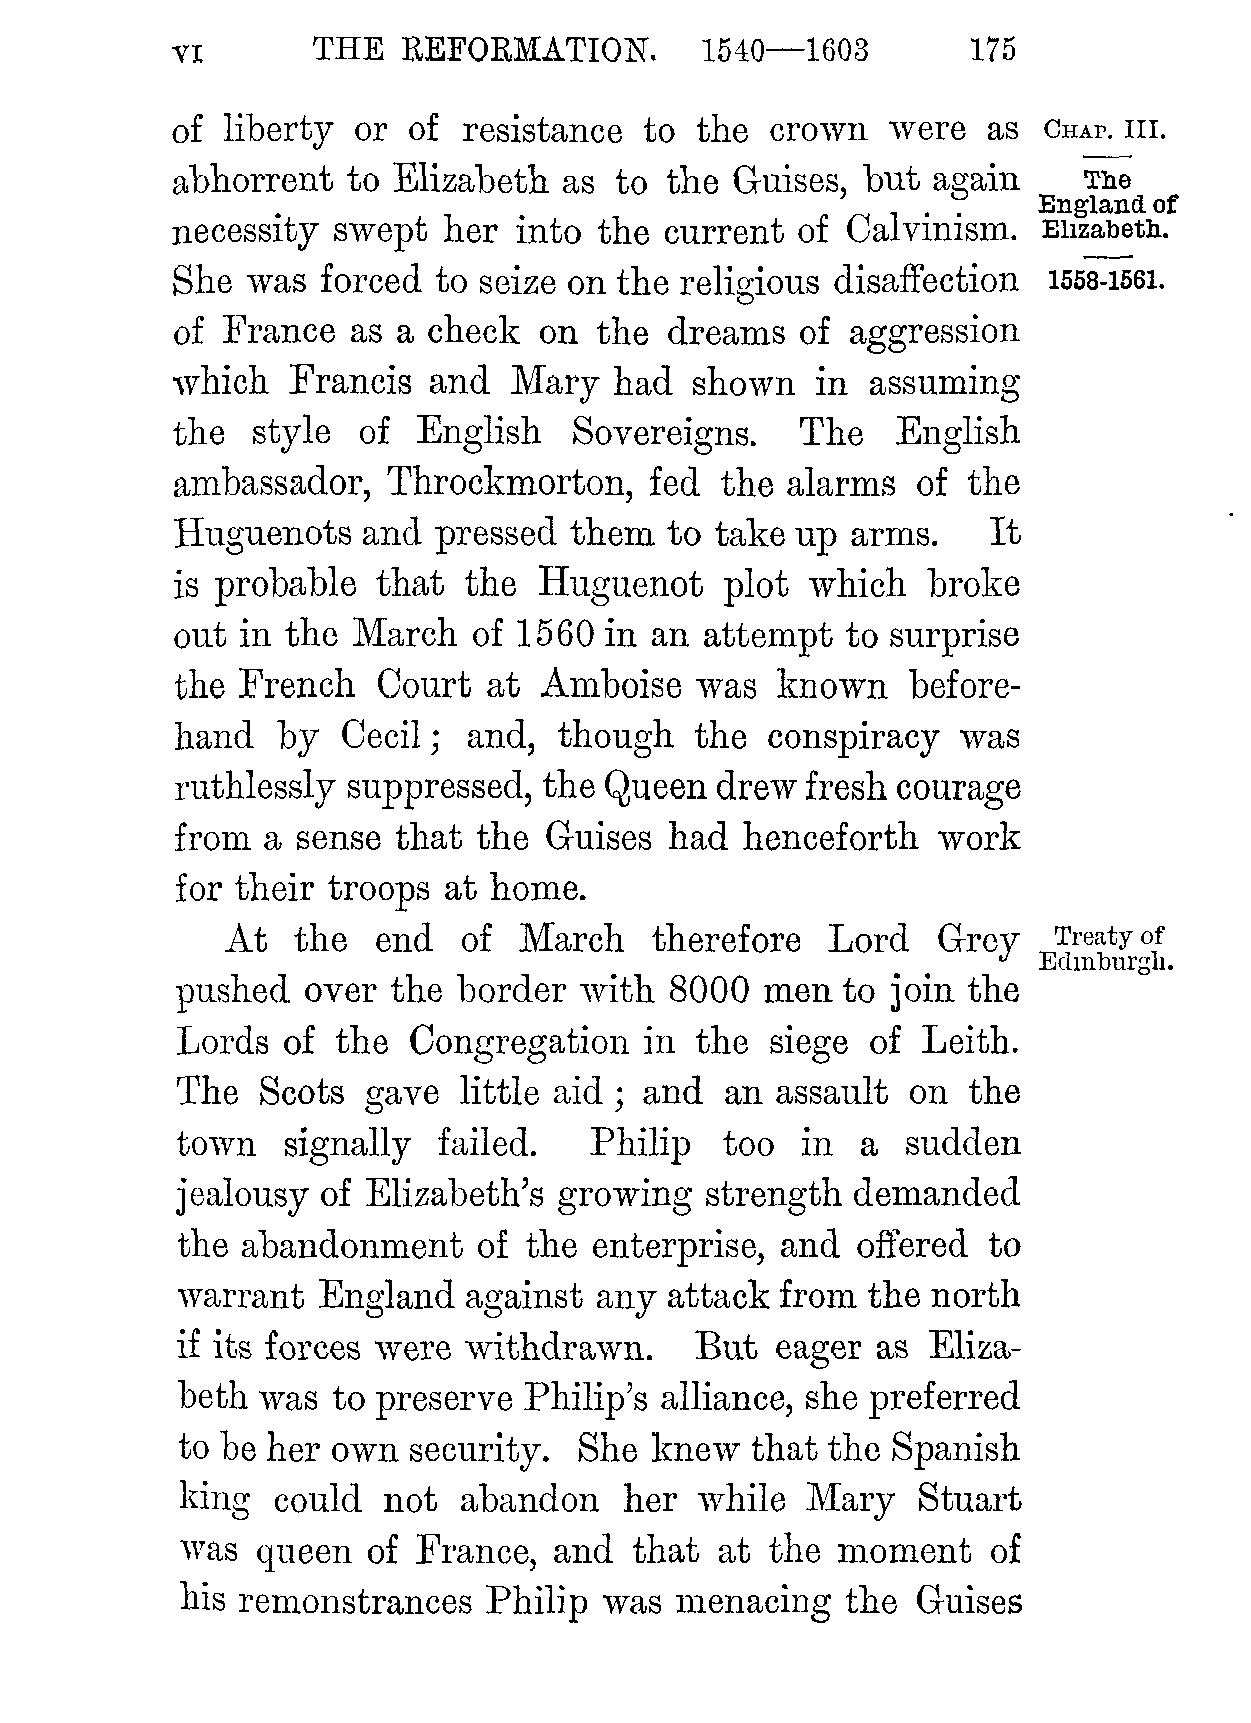 VI THE REFORMATION. 1540—1603 175
of liberty or of resistance to the crown were as
abhorrent to Elizabeth as to the Guises, but again
necessity swept her into the current of Calvinism.
She was forced to seize on the religious disaffection
of France as a check on the dreams of aggression
which Francis and Mary had shown in assuming
the style of English Sovereigns. The English
ambassador, Throckmorton, fed the alarms of the
Huguenots and pressed them to take up arms. It
is probable that the Huguenot plot which broke
out in the March of 1560 in an attempt to surprise
the French Court at Amboise was known before-
hand by Cecil; and, though the conspiracy was
ruthlessly suppressed, the Queen drew fresh courage
from a sense that the Guises had henceforth work
for their troops at home.
At the end of March therefore Lord Grey
pushed over the border with 8000 men to join the
Lords of the Congregation in the siege of Leith.
The Scots gave little aid; and an assault on the
town signally failed. Philip too in a sudden
jealousy of Elizabeth's growing strength demanded
the abandonment of the enterprise, and offered to
warrant England against any attack from the north
if its forces were withdrawn. But eager as Eliza-
beth was to preserve Philip's alliance, she preferred
to be her own security. She knew that the Spanish
king could not abandon her while Mary Stuart
was queen of France, and that at the moment of
his remonstrances Philip was menacing the Guises
CHAP. III.
The
England of
Elizabeth.
1558-1561.
Treaty of
Edinburgh.